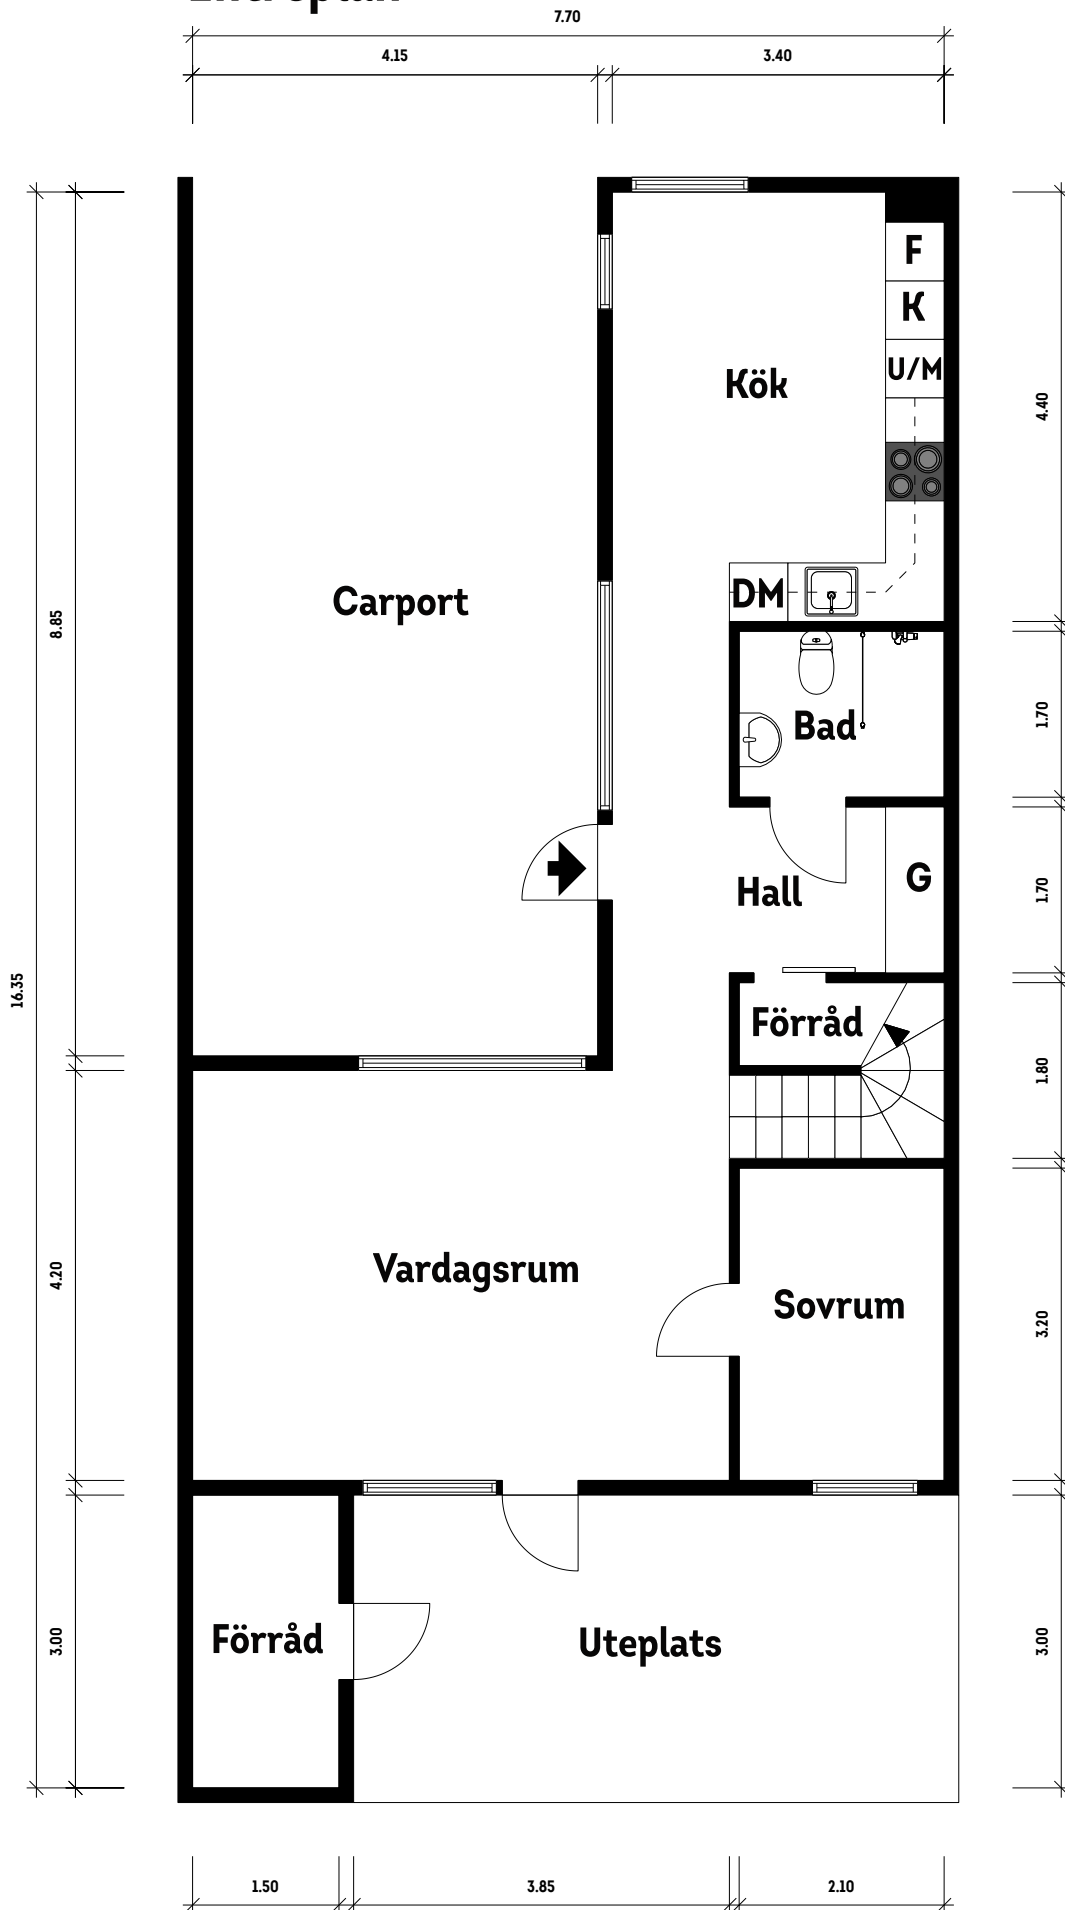 7.70
4.15
3.40
F
K
U/M
Kök
4.40
DM
Carport
8.85
Bad
1.70
Hall
G
1.70
16.35
Förråd
1.80
Vardagsrum
4.20
Sovrum
3.20
Förråd
3.00
Uteplats
3.00
1.50
3.85
2.10